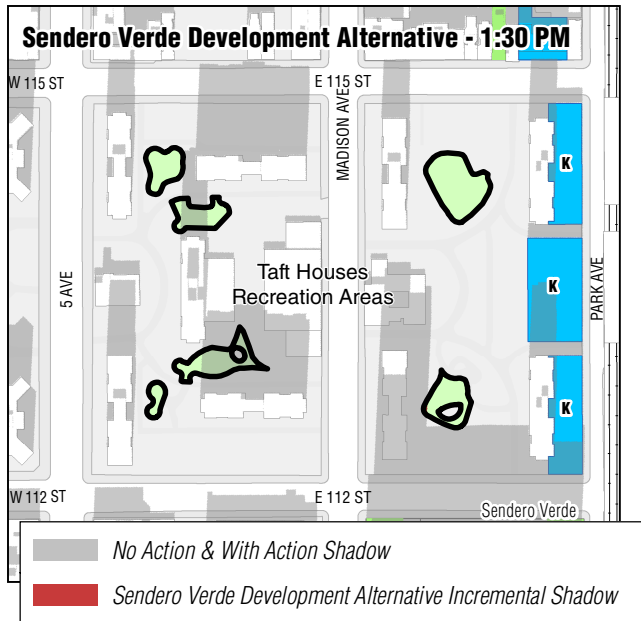 Sendero Verde Development Alternative - 1:30 PM
W 115 ST
E 115 ST
MADISON AVE
K
5 AVE
Taft Houses
Recreation Areas
K
PARK AVE
K
W 112 ST
E 112 ST
Sendero Verde
No Action & With Action Shadow
Sendero Verde Development Alternative Incremental Shadow